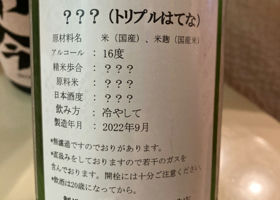 ？？？（トリプルはてな）
原材料名 米（国産）、米麹（国産米）
アルコール：16度
精米歩合：？？？
原料米：？？？
日本酒度：？？？
飲み方：冷やして
製造年月：2022年9月
*無濾過ですのでおりがあります。
*直汲みをしておりますので若干のガスを
含んでおります。開栓には十分ご注意ください。
*飲酒は20歳になってから。